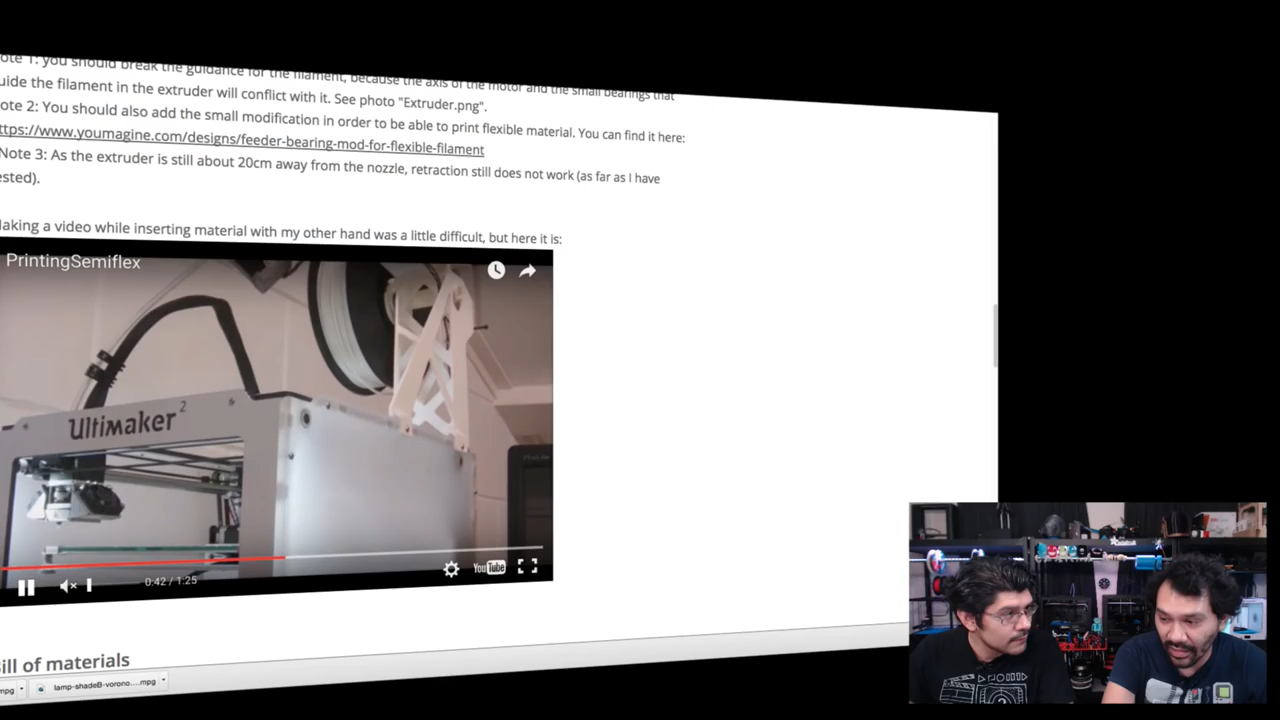 ote 1: you should break the guidance for the filament, because the axis of the motor and the small bearings that
uide the filament in the extruder will conflict with it. See photo "Extruder.png".
ote 2: You should also add the small modification in order to be able to print flexible material. You can find it here:
ttps://www.youmagine.com/designs/feeder-bearing-mod-for-flexible-filament
Note 3: As the extruder is still about 20cm away from the nozzle, retraction still does not work (as far as I have
ested).
aking a video while inserting material with my other hand was a little difficult, but here it is:
PrintingSemiflex
Ultimaker 2
0:42 / 1:25
YouTube
ill of materials
mpg
lamp-shadeB-vorono....mpg